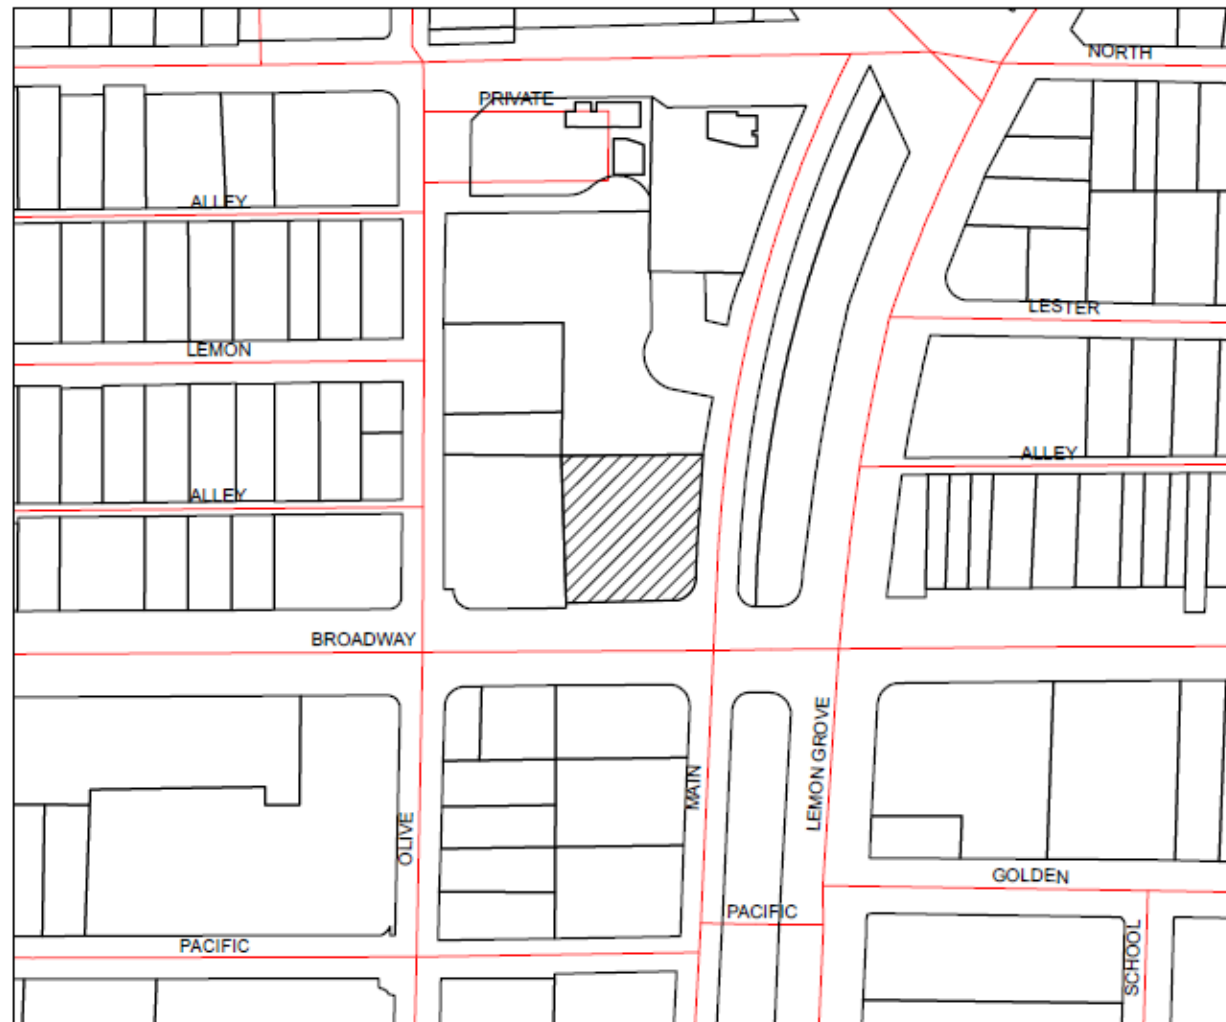 NORTH
PRIVATE
ALLEY
LESTER
LEMON
ALLEY
ALLEY
BROADWAY
LEMON GROVE
MAIN
OLIVE
GOLDEN
PACIFIC
PACIFIC
SCHOOL